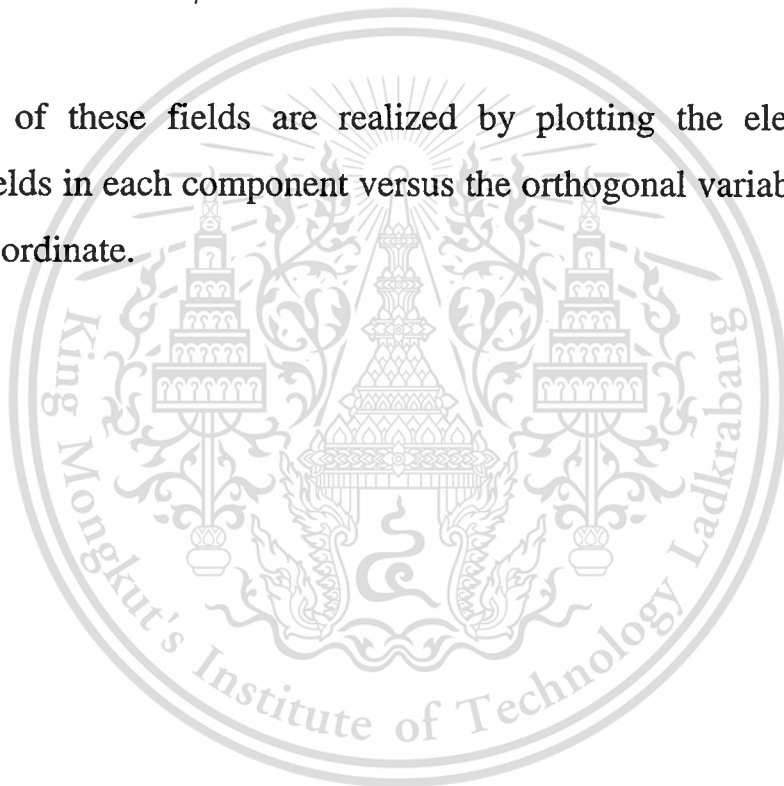 of these fields are realized by plotting the ele
elds in each component versus the orthogonal variab
ordinate.
King Mongkut's Institute of Technology Ladkrabang